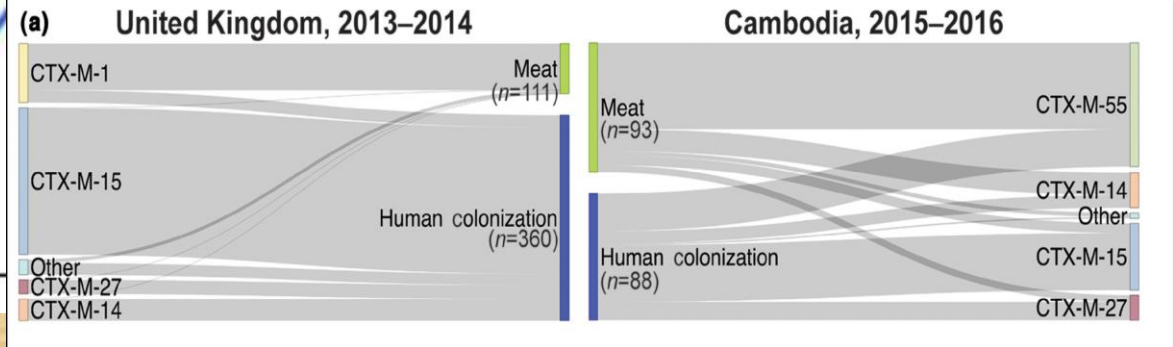 (a)
United Kingdom, 2013–2014
CTX-M-1
CTX-M-15
Other
CTX-M-27
CTX-M-14
Meat
(n=111)
Human colonization
(n=360)
Cambodia, 2015–2016
Meat
(n=93)
Human colonization
(n=88)
CTX-M-55
CTX-M-14
Other
CTX-M-15
CTX-M-27